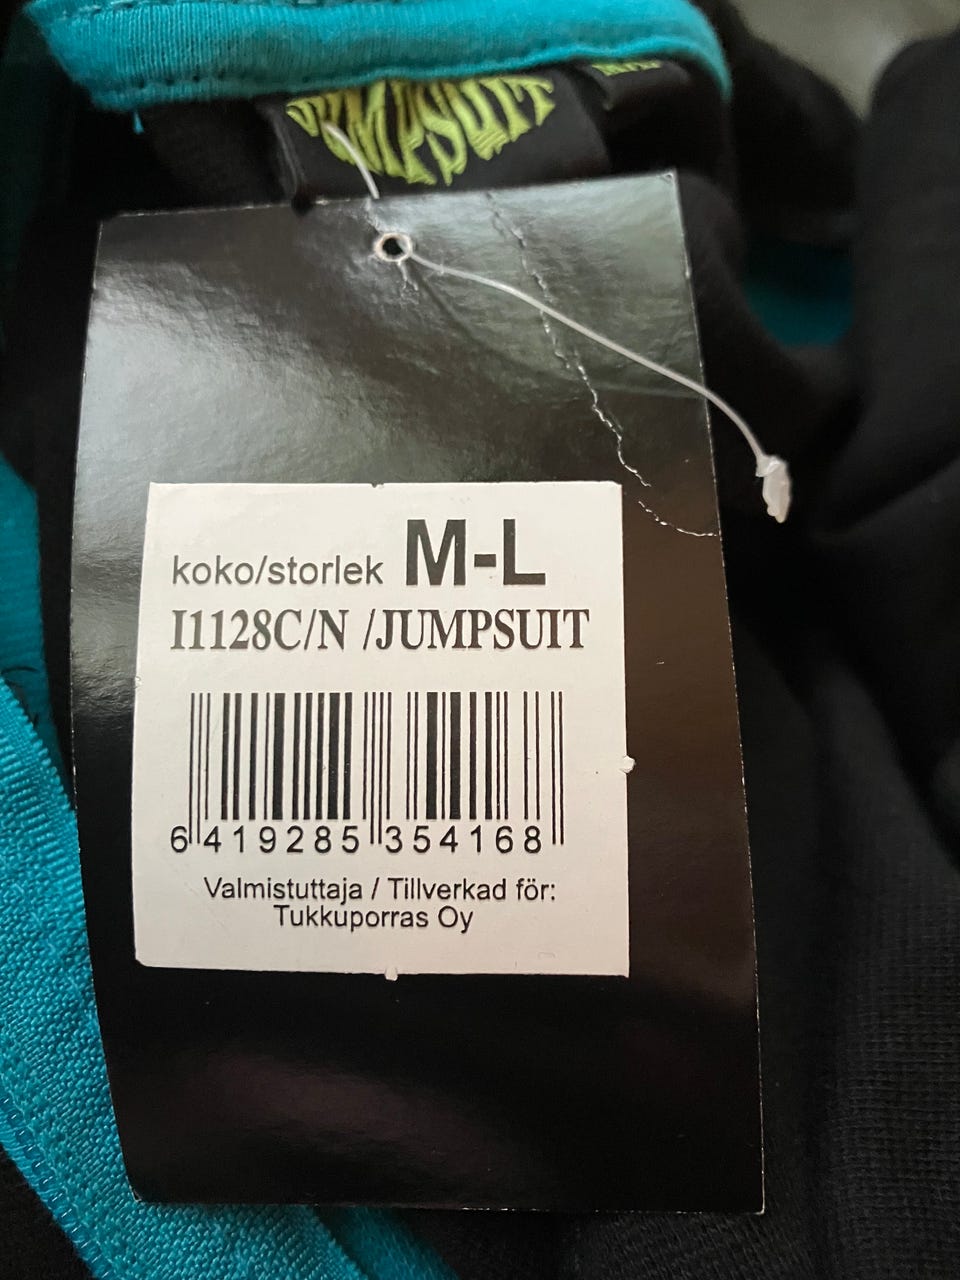 JUMPSUIT
koko/storlek M-L
I1128C/N /JUMPSUIT
6 419285 354168
Valmistuttaja / Tillverkad för:
Tukkuporras Oy